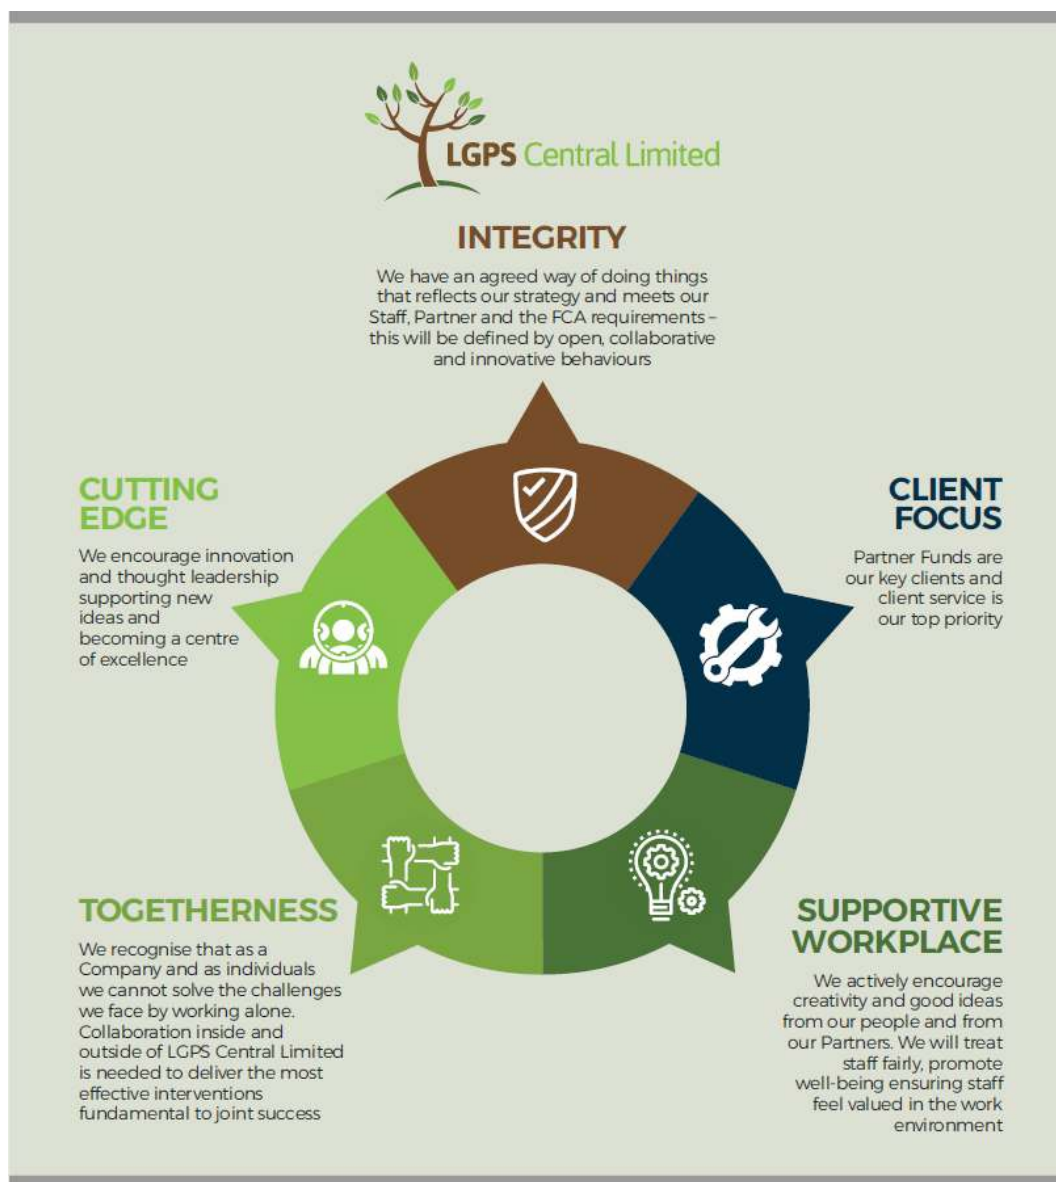 LGPS Central Limited
INTEGRITY
We have an agreed way of doing things
that reflects our strategy and meets our
Staff, Partner and the FCA requirements –
this will be defined by open, collaborative
and innovative behaviours
CUTTING
EDGE
We encourage innovation
and thought leadership
supporting new
ideas and
becoming a centre
of excellence
CLIENT
FOCUS
Partner Funds are
our key clients and
client service is
our top priority
TOGETHERNESS
We recognise that as a
Company and as individuals
we cannot solve the challenges
we face by working alone.
Collaboration inside and
outside of LGPS Central Limited
is needed to deliver the most
effective interventions
fundamental to joint success
SUPPORTIVE
WORKPLACE
We actively encourage
creativity and good ideas
from our people and from
our Partners. We will treat
staff fairly, promote
well-being ensuring staff
feel valued in the work
environment